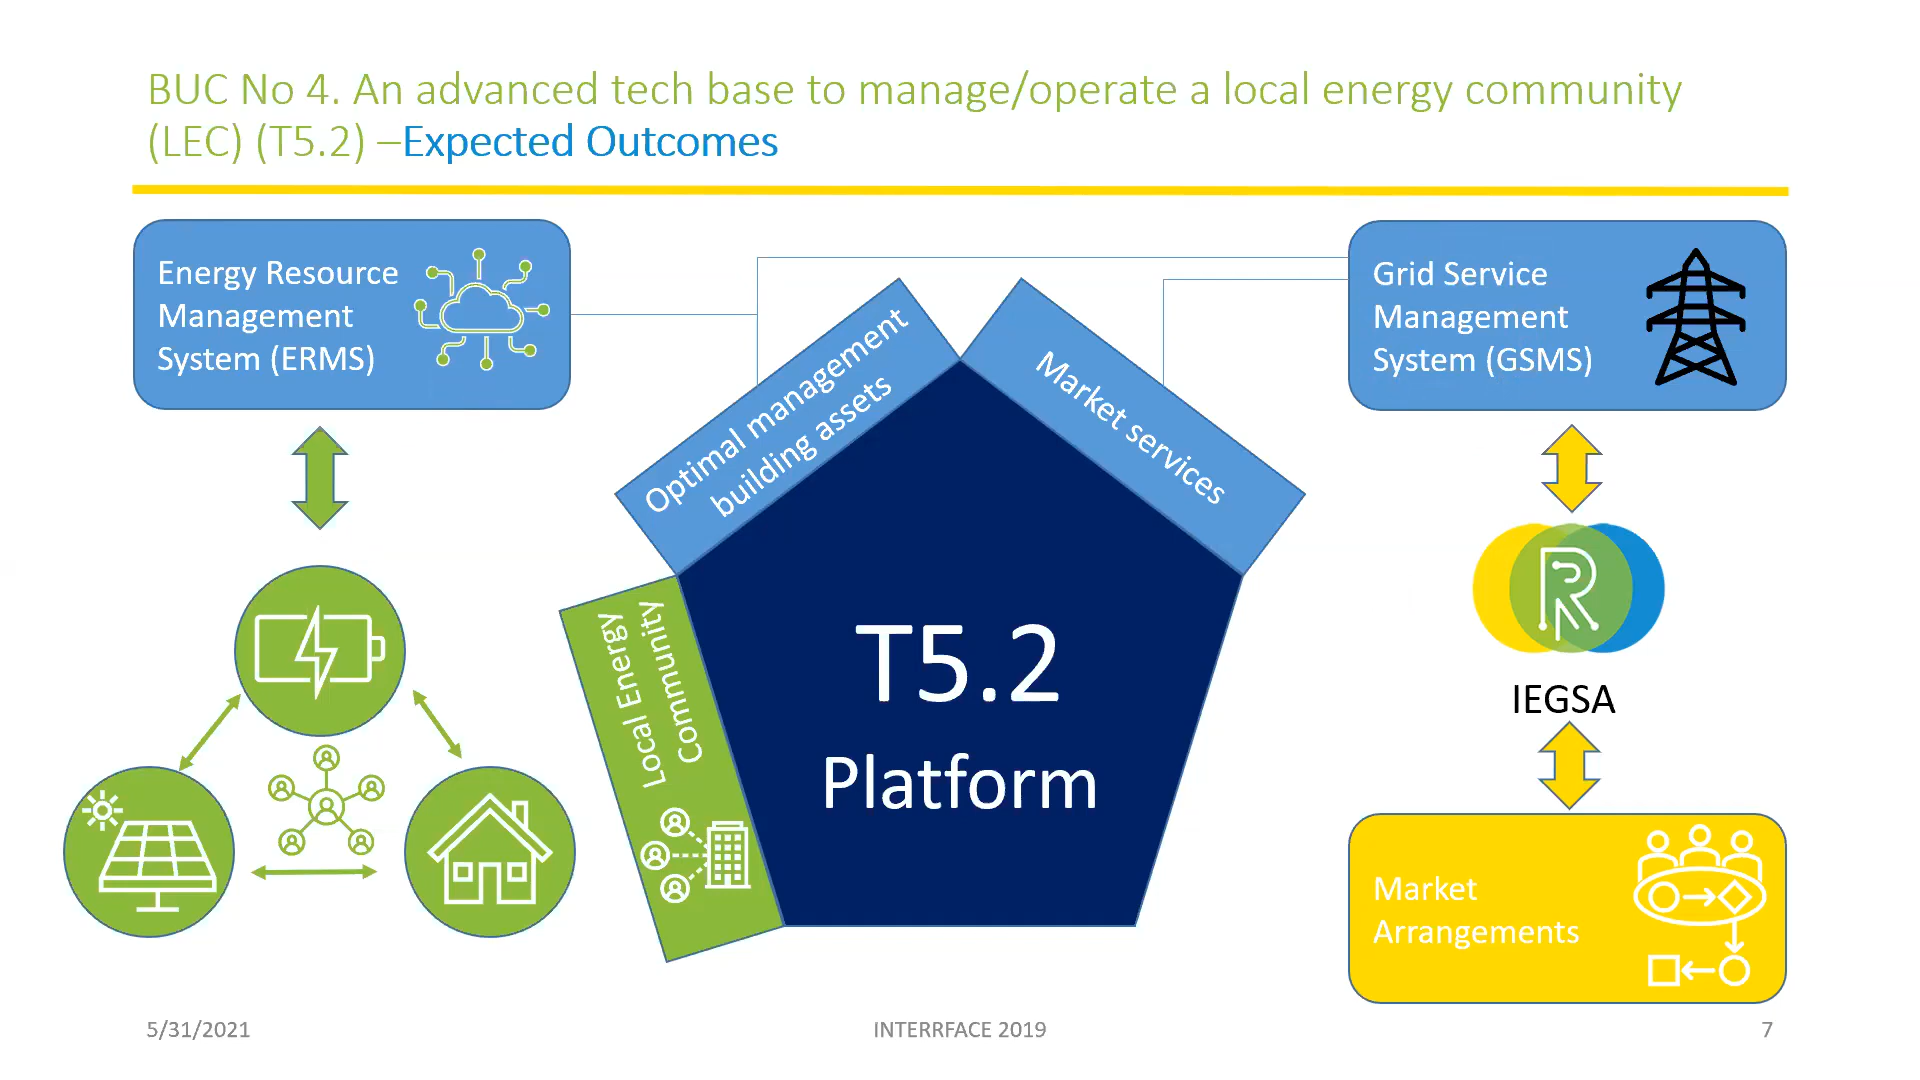 BUC No 4. An advanced tech base to manage/operate a local energy community
(LEC) (T5.2) –Expected Outcomes
Energy Resource
Management
System (ERMS)
Grid Service
Management
System (GSMS)
Optimal management
building assets
Market services
Local Energy
Community
T5.2
Platform
R
IEGSA
Market
Arrangements
5/31/2021
INTERRFACE 2019
7